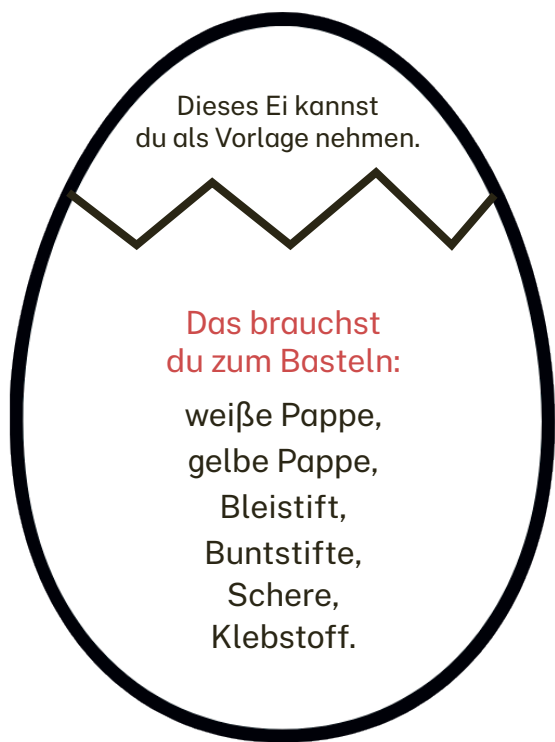 Dieses Ei kannst
du als Vorlage nehmen.
Das brauchst
du zum Basteln:
weiße Pappe,
gelbe Pappe,
Bleistift,
Buntstifte,
Schere,
Klebstoff.